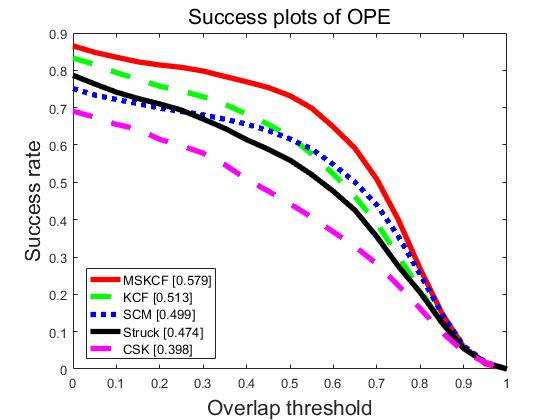 Success plots of OPE
Success rate
0.9
0.8
0.7
0.6
0.5
0.4
0.3
0.2
0.1
0
MSKCF [0.579]
KCF [0.513]
SCM [0.499]
Struck [0.474]
CSK [0.398]
0 0.1 0.2 0.3 0.4 0.5 0.6 0.7 0.8 0.9 1
Overlap threshold